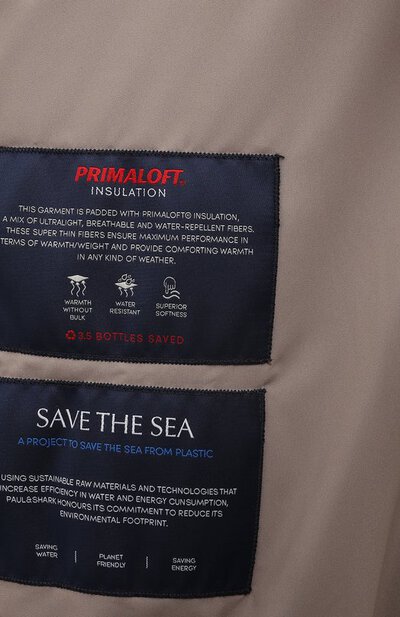 PRIMALOFT®
INSULATION
THIS GARMENT IS PADDED WITH PRIMALOFT® INSULATION,
A MIX OF ULTRALIGHT, BREATHABLE AND WATER-REPELLENT FIBERS.
THESE SUPER THIN FIBERS ENSURE MAXIMUM PERFORMANCE IN
TERMS OF WARMTH/WEIGHT AND PROVIDE COMFORTING WARMTH
IN ANY KIND OF WEATHER.
WARMTH WITHOUT BULK
WATER RESISTANT
SUPERIOR SOFTNESS
3.5 BOTTLES SAVED
SAVE THE SEA
A PROJECT TO SAVE THE SEA FROM PLASTIC
USING SUSTAINABLE RAW MATERIALS AND TECHNOLOGIES THAT
INCREASE EFFICIENCY IN WATER AND ENERGY CUNSUMPTION,
PAUL&SHARK HONOURS ITS COMMITMENT TO REDUCE ITS
ENVIRONMENTAL FOOTPRINT.
SAVING WATER
PLANET FRIENDLY
SAVING ENERGY